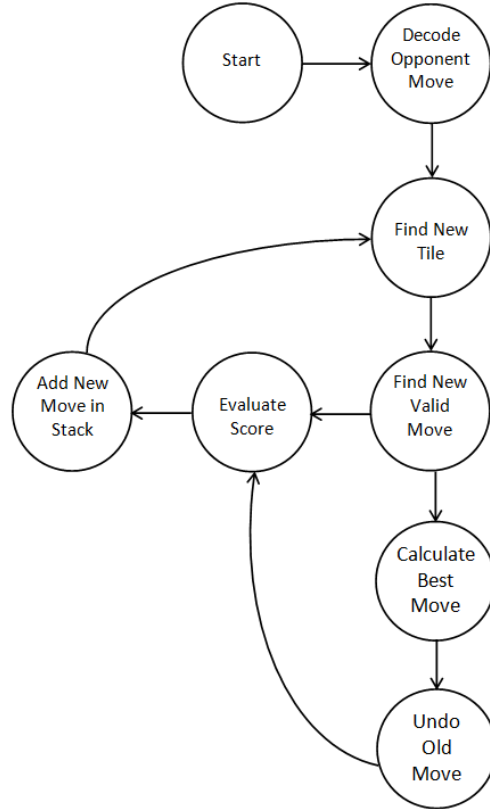 Start
Decode
Opponent
Move
Find New
Tile
Add New
Move in
Stack
Evaluate
Score
Find New
Valid
Move
Calculate
Best
Move
Undo
Old
Move